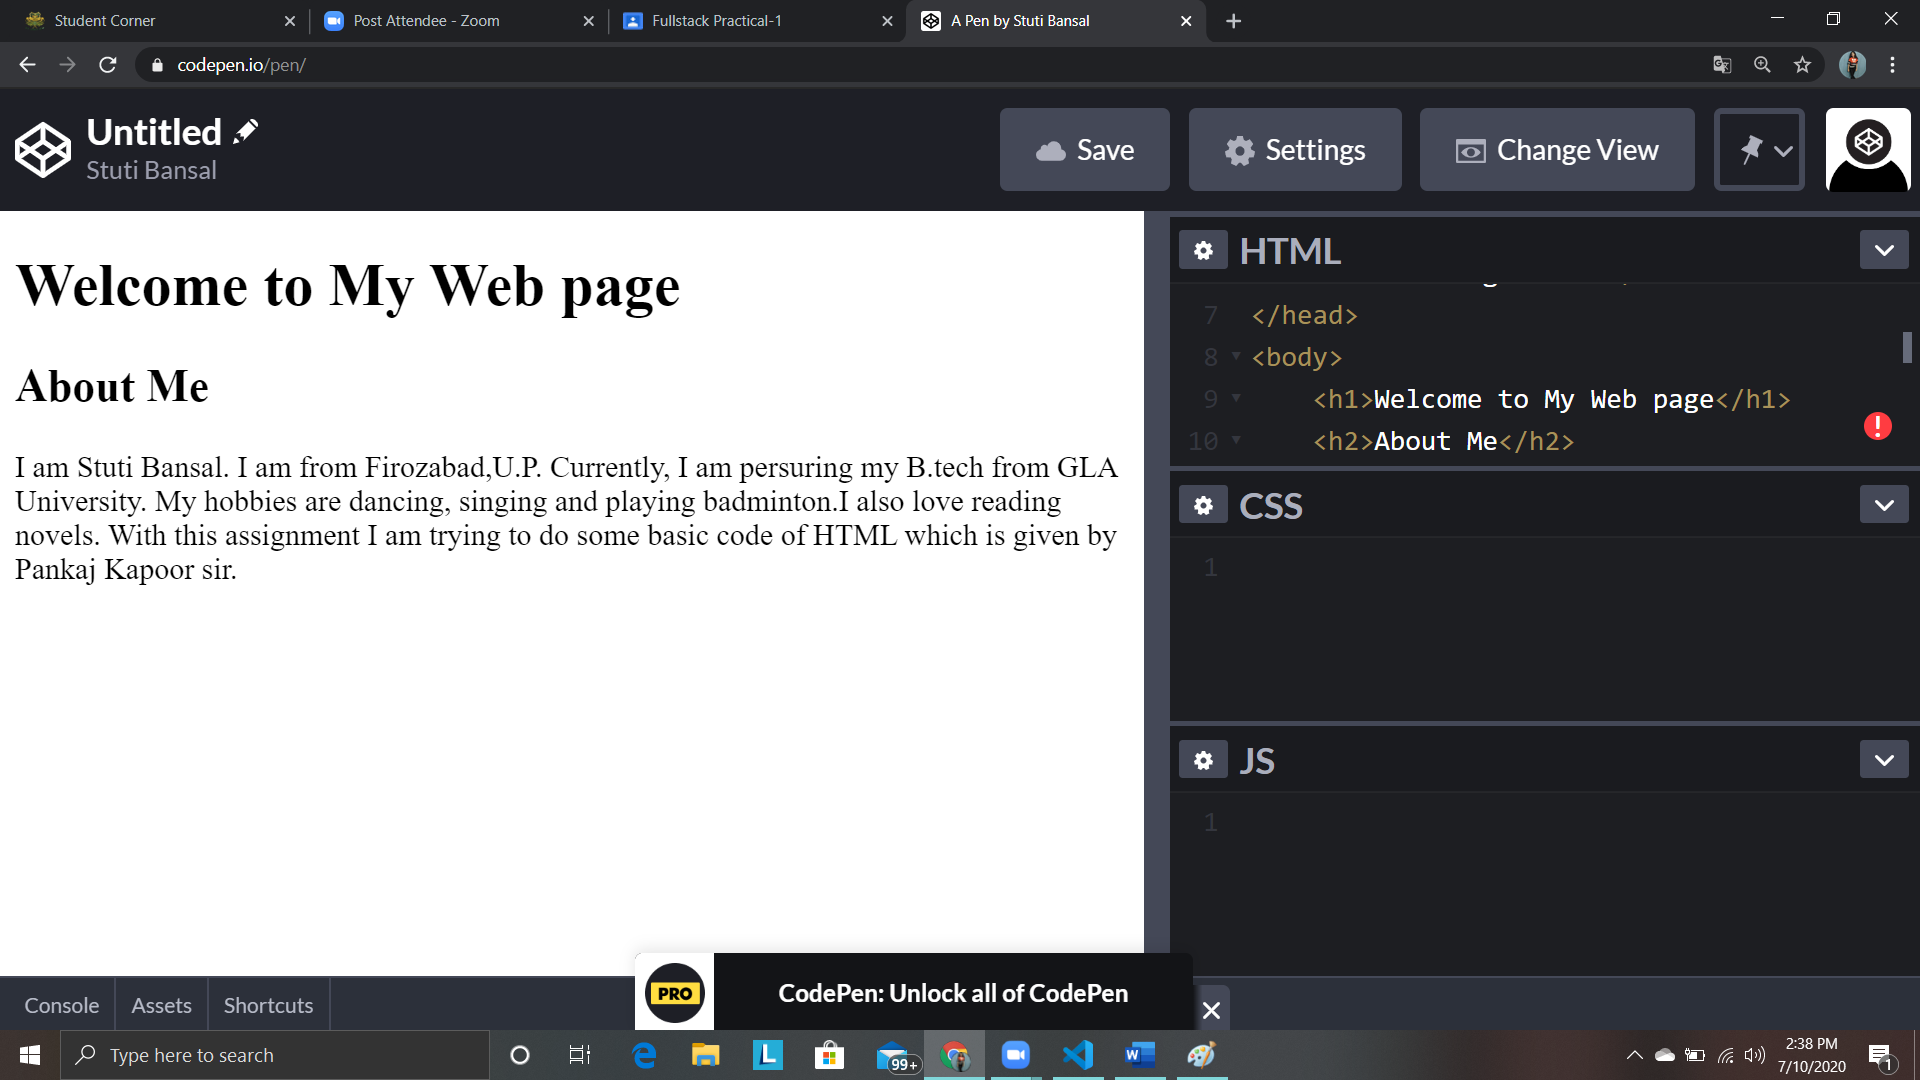 Student Corner
Post Attendee - Zoom
Fullstack Practical-1
A Pen by Stuti Bansal
codepen.io/pen/
Untitled
Stuti Bansal
Save
Settings
Change View
Welcome to My Web page
About Me
I am Stuti Bansal. I am from Firozabad,U.P. Currently, I am persuring my B.tech from GLA
University. My hobbies are dancing, singing and playing badminton.I also love reading
novels. With this assignment I am trying to do some basic code of HTML which is given by
Pankaj Kapoor sir.
HTML
7 </head>
8 <body>
9 <h1>Welcome to My Web page</h1>
10 <h2>About Me</h2>
CSS
1
JS
1
Console
Assets
Shortcuts
PRO
CodePen: Unlock all of CodePen
Type here to search
99+
2:38 PM
7/10/2020
1